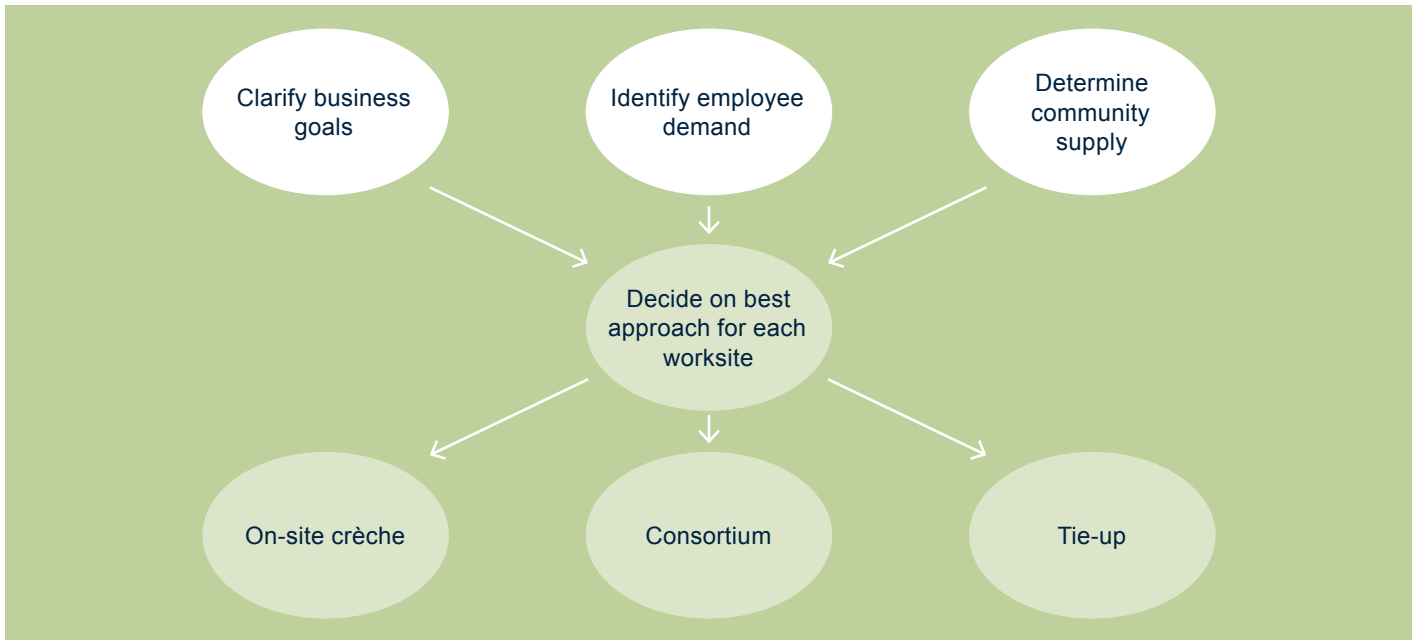 Clarify business
goals
Identify employee
demand
Determine
community
supply
Decide on best
approach for each
worksite
On-site crèche
Consortium
Tie-up